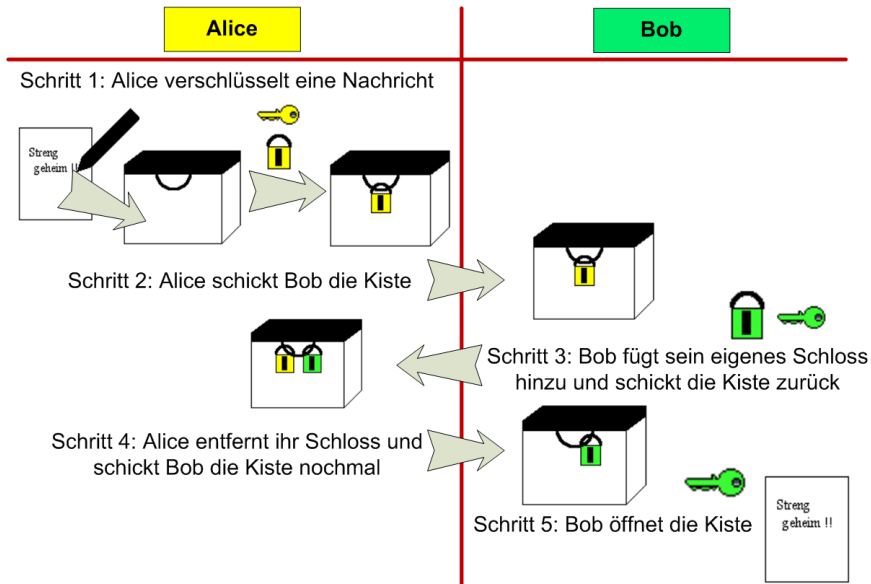 Alice
Bob
Schritt 1: Alice verschlüsselt eine Nachricht
Streng
geheim !!
Schritt 2: Alice schickt Bob die Kiste
Schritt 3: Bob fügt sein eigenes Schloss
hinzu und schickt die Kiste zurück
Schritt 4: Alice entfernt ihr Schloss und
schickt Bob die Kiste nochmal
Schritt 5: Bob öffnet die Kiste
Streng
geheim !!